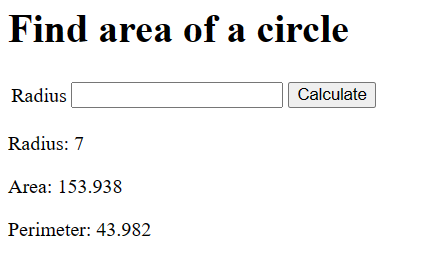 Find area of a circle
Radius Calculate
Radius: 7
Area: 153.938
Perimeter: 43.982